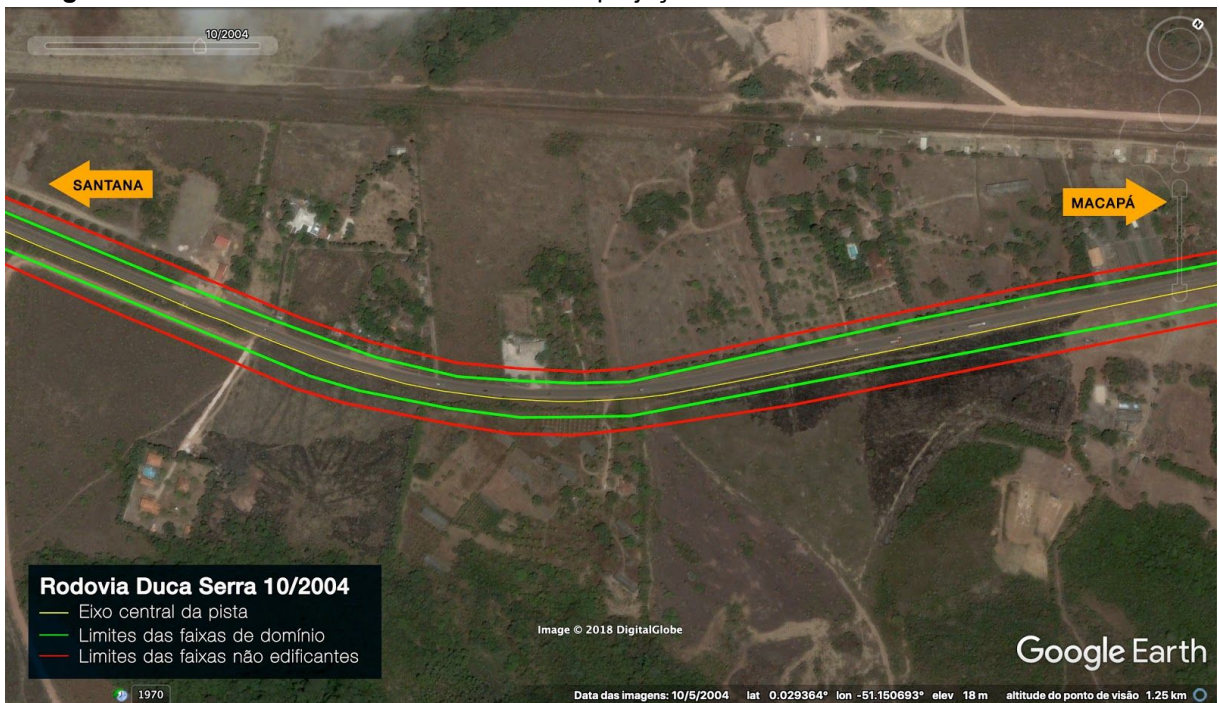 10/2004
SANTANA
MACAPÁ
Rodovia Duca Serra 10/2004
Eixo central da pista
Limites das faixas de domínio
Limites das faixas não edificantes
Image © 2018 DigitalGlobe
Google Earth
1970
Data das imagens: 10/5/2004 lat 0.029364° lon -51.150693° elev 18 m altitude do ponto de visão 1.25 km